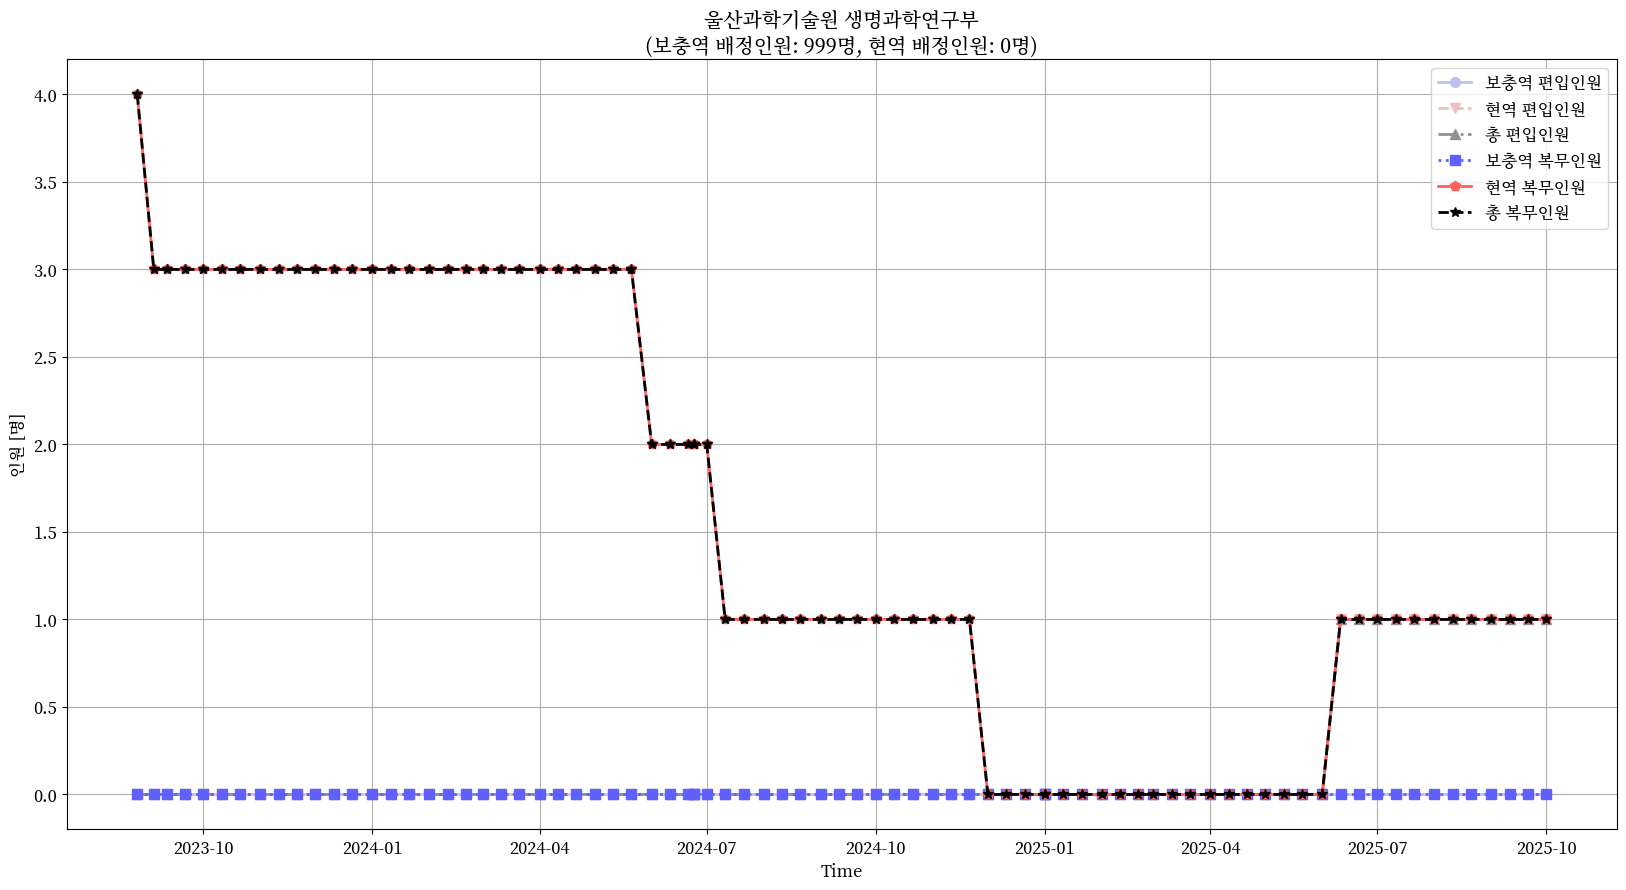 울산과학기술원 생명과학연구부
(보충역 배정인원: 999명, 현역 배정인원: 0명)
보충역 편입인원
현역 편입인원
총 편입인원
보충역 복무인원
현역 복무인원
총 복무인원
인원 [명]
4.0
3.5
3.0
2.5
2.0
1.5
1.0
0.5
0.0
2023-10
2024-01
2024-04
2024-07
2024-10
2025-01
2025-04
2025-07
2025-10
Time